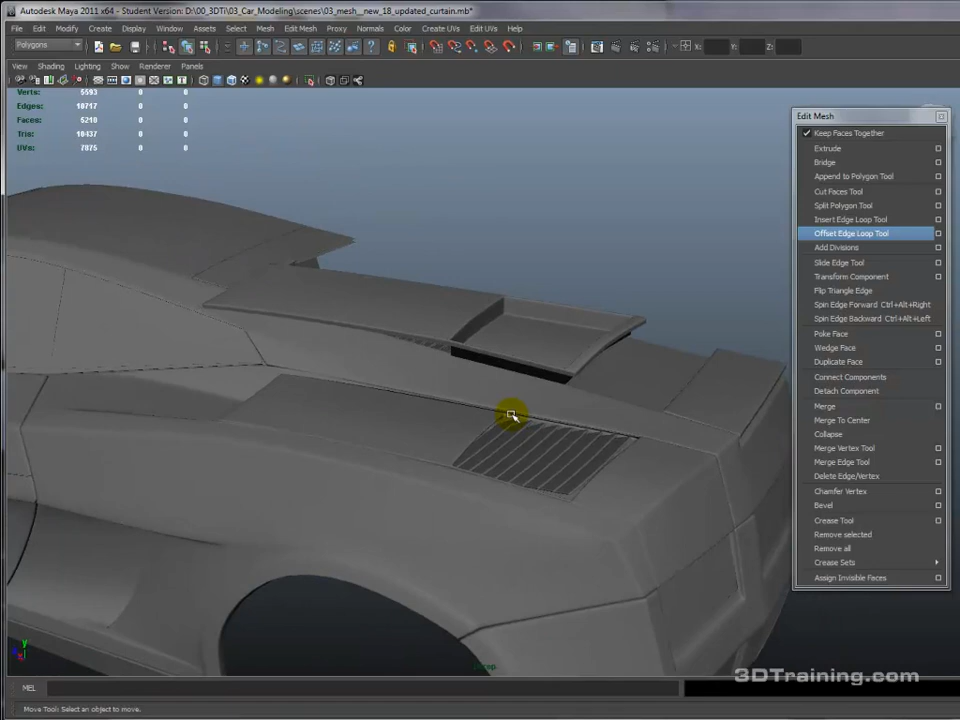 Autodesk Maya 2011 x64 - Student Version: D:\00_3DTi\03_Car_Modeling\scenes\03_mesh__new_18_updated_curtain.mb*
File Edit Modify Create Display Window Assets Select Mesh Edit Mesh Proxy Normals Color Create UVs Edit UVs Help
Polygons X: Y: Z:
View Shading Lighting Show Renderer Panels
Verts: 5593 0 0
Edges: 10717 0 0
Faces: 5210 0 0
Tris: 10437 0 0
UVs: 7875 0 0
Edit Mesh
Keep Faces Together
Extrude
Bridge
Append to Polygon Tool
Cut Faces Tool
Split Polygon Tool
Insert Edge Loop Tool
Offset Edge Loop Tool
Add Divisions
Slide Edge Tool
Transform Component
Flip Triangle Edge
Spin Edge Forward Ctrl+Alt+Right
Spin Edge Backward Ctrl+Alt+Left
Poke Face
Wedge Face
Duplicate Face
Connect Components
Detach Component
Merge
Merge To Center
Collapse
Merge Vertex Tool
Merge Edge Tool
Delete Edge/Vertex
Chamfer Vertex
Bevel
Crease Tool
Remove selected
Remove all
Crease Sets
Assign Invisible Faces
y
persp
3DTraining.com
MEL
Move Tool: Select an object to move.